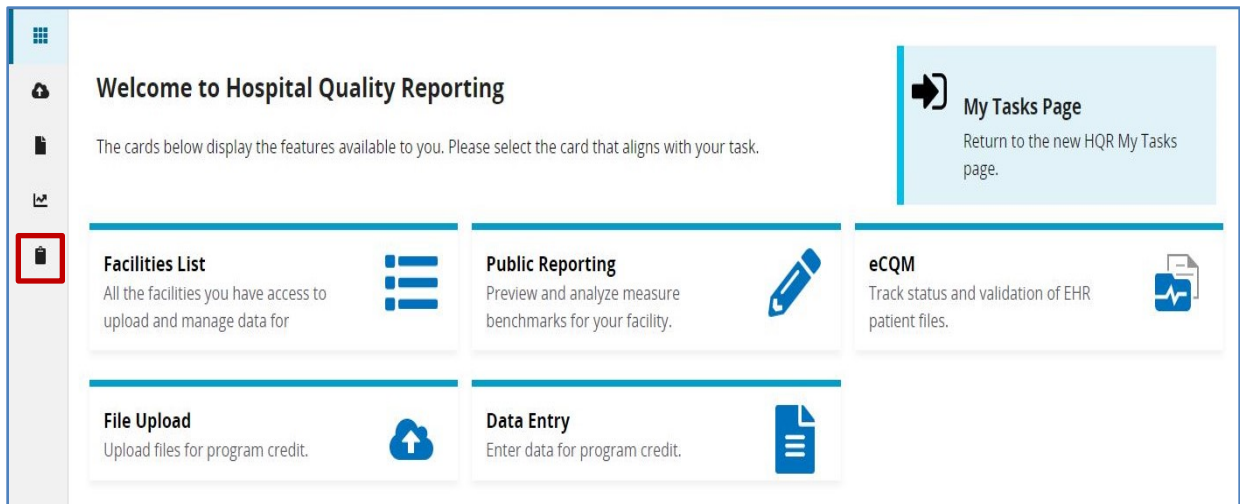 Welcome to Hospital Quality Reporting
The cards below display the features available to you. Please select the card that aligns with your task.
My Tasks Page
Return to the new HQR My Tasks
page.
Facilities List
All the facilities you have access to
upload and manage data for
Public Reporting
Preview and analyze measure
benchmarks for your facility.
eCQM
Track status and validation of EHR
patient files.
File Upload
Upload files for program credit.
Data Entry
Enter data for program credit.